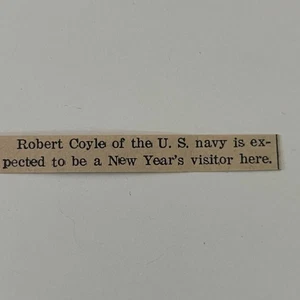 Robert Coyle of the U. S. navy is ex-
pected to be a New Year's visitor here.